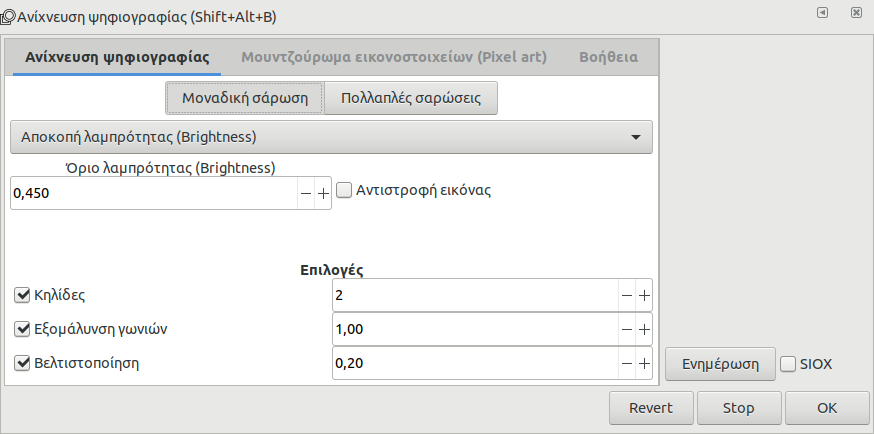 Ανίχνευση ψηφιογραφίας (Shift+Alt+B)
Ανίχνευση ψηφιογραφίας Μουντζούρωμα εικονοστοιχείων (Pixel art) Βοήθεια
Μοναδική σάρωση Πολλαπλές σαρώσεις
Αποκοπή λαμπρότητας (Brightness)
Όριο λαμπρότητας (Brightness)
0,450 Αντιστροφή εικόνας
Επιλογές
Κηλίδες 2
Εξομάλυνση γωνιών 1,00
Βελτιστοποίηση 0,20
Ενημέρωση SIOX
Revert Stop OK